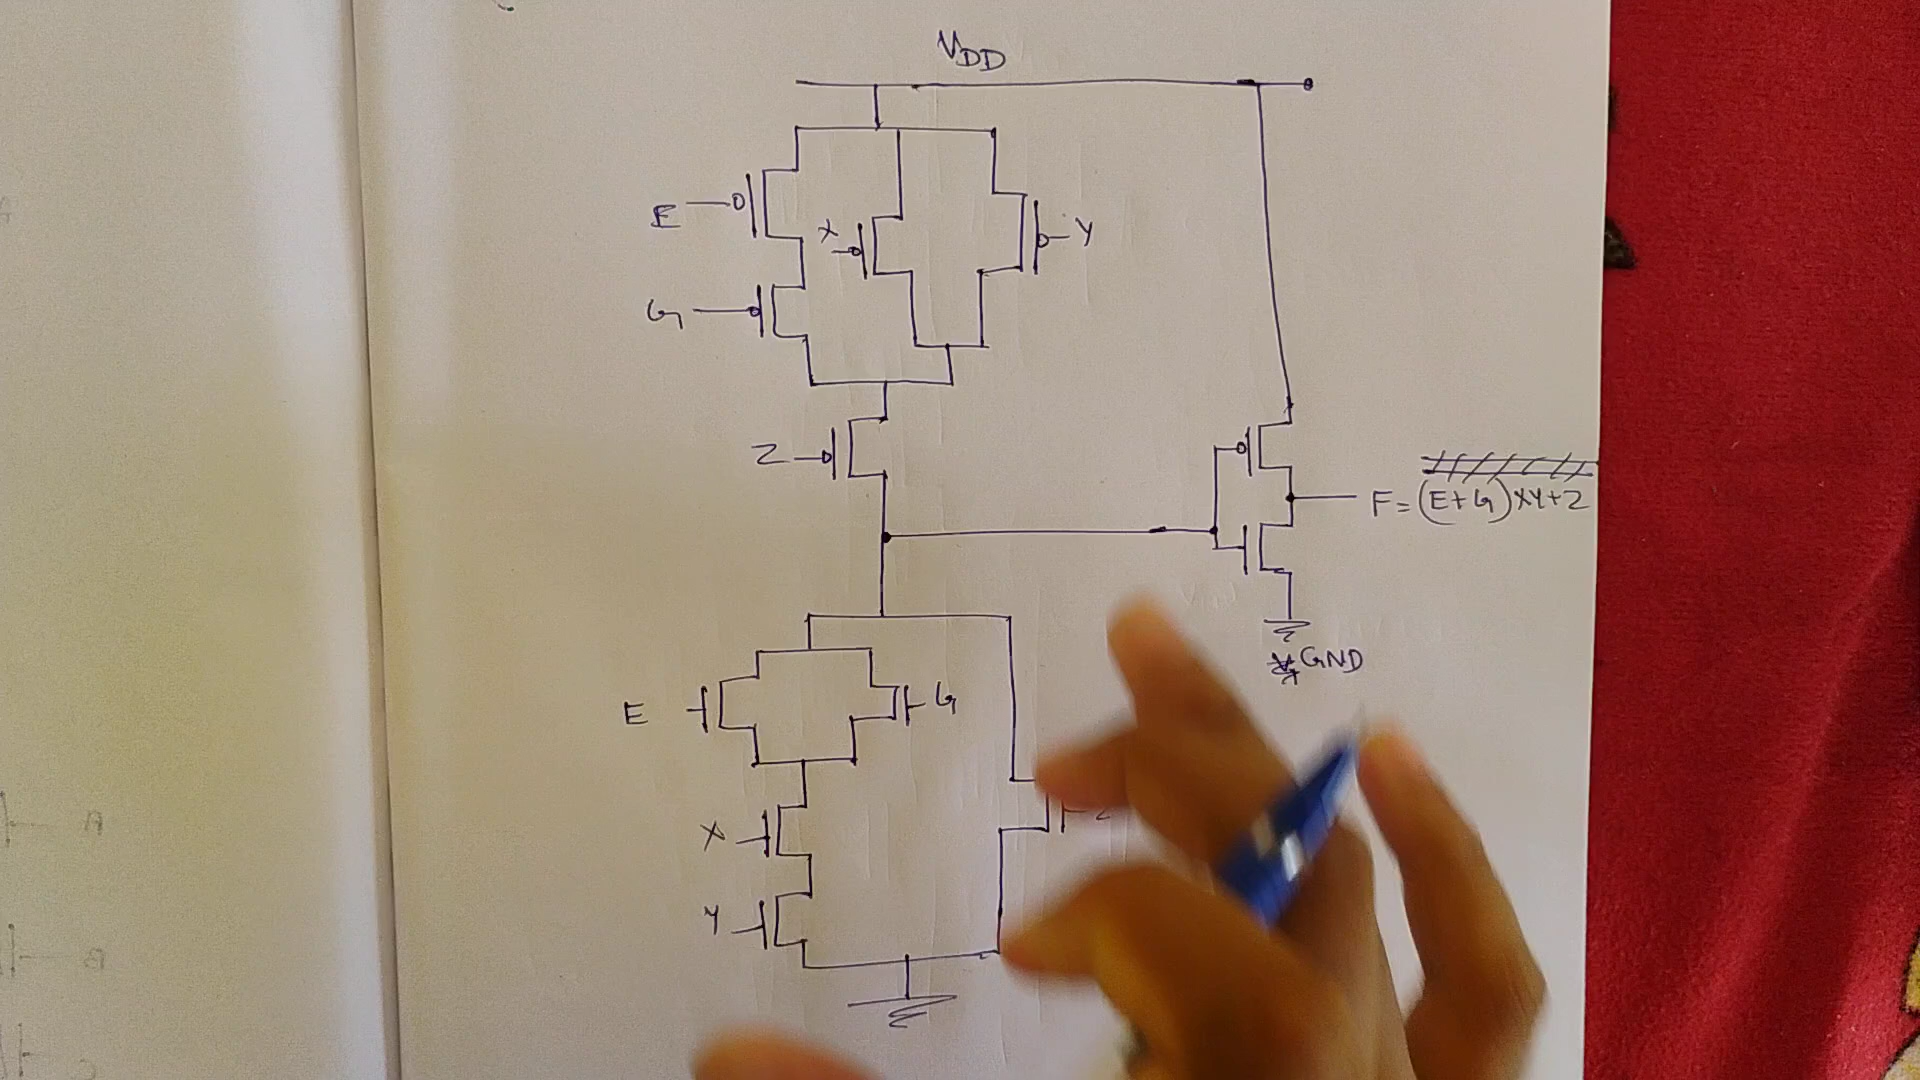 VDD
E
X
Y
G
Z
F = (E+G)XY+Z
GND
E
G
X
Z
Y
A
B